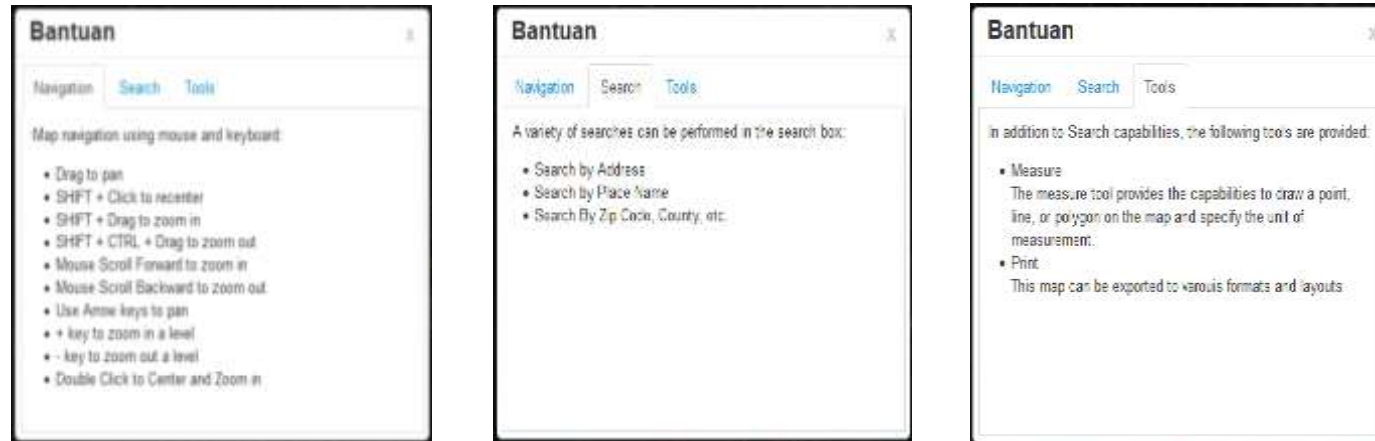 Bantuan
x
Navigation Search Tools
Map navigation using mouse and keyboard:
• Drag to pan
• SHIFT + Click to recenter
• SHIFT + Drag to zoom in
• SHIFT + CTRL + Drag to zoom out
• Mouse Scroll Forward to zoom in
• Mouse Scroll Backward to zoom out
• Use Arrow keys to pan
• + key to zoom in a level
• - key to zoom out a level
• Double Click to Center and Zoom in
Bantuan
x
Navigation Search Tools
A variety of searches can be performed in the search box:
• Search by Address
• Search by Place Name
• Search By Zip Code, County, etc.
Bantuan
x
Navigation Search Tools
In addition to Search capabilities, the following tools are provided:
• Measure
The measure tool provides the capabilities to draw a point,
line, or polygon on the map and specify the unit of
measurement.
• Print
This map can be exported to varouis formats and layouts